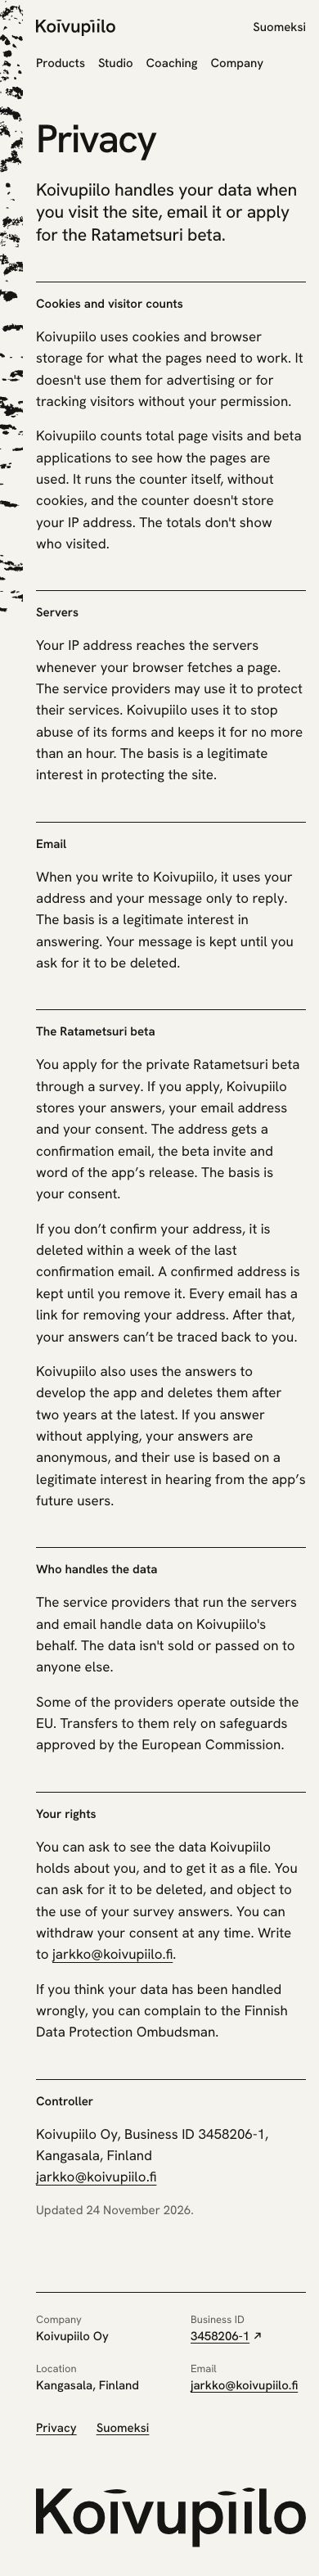 Koivupiilo
Suomeksi
Products Studio Coaching Company
Privacy
Koivupiilo handles your data when
you visit the site, email it or apply
for the Ratametsuri beta.
Cookies and visitor counts
Koivupiilo uses cookies and browser
storage for what the pages need to work. It
doesn't use them for advertising or for
tracking visitors without your permission.
Koivupiilo counts total page visits and beta
applications to see how the pages are
used. It runs the counter itself, without
cookies, and the counter doesn't store
your IP address. The totals don't show
who visited.
Servers
Your IP address reaches the servers
whenever your browser fetches a page.
The service providers may use it to protect
their services. Koivupiilo uses it to stop
abuse of its forms and keeps it for no more
than an hour. The basis is a legitimate
interest in protecting the site.
Email
When you write to Koivupiilo, it uses your
address and your message only to reply.
The basis is a legitimate interest in
answering. Your message is kept until you
ask for it to be deleted.
The Ratametsuri beta
You apply for the private Ratametsuri beta
through a survey. If you apply, Koivupiilo
stores your answers, your email address
and your consent. The address gets a
confirmation email, the beta invite and
word of the app’s release. The basis is
your consent.
If you don’t confirm your address, it is
deleted within a week of the last
confirmation email. A confirmed address is
kept until you remove it. Every email has a
link for removing your address. After that,
your answers can’t be traced back to you.
Koivupiilo also uses the answers to
develop the app and deletes them after
two years at the latest. If you answer
without applying, your answers are
anonymous, and their use is based on a
legitimate interest in hearing from the app’s
future users.
Who handles the data
The service providers that run the servers
and email handle data on Koivupiilo's
behalf. The data isn't sold or passed on to
anyone else.
Some of the providers operate outside the
EU. Transfers to them rely on safeguards
approved by the European Commission.
Your rights
You can ask to see the data Koivupiilo
holds about you, and to get it as a file. You
can ask for it to be deleted, and object to
the use of your survey answers. You can
withdraw your consent at any time. Write
to jarkko@koivupiilo.fi.
If you think your data has been handled
wrongly, you can complain to the Finnish
Data Protection Ombudsman.
Controller
Koivupiilo Oy, Business ID 3458206-1,
Kangasala, Finland
jarkko@koivupiilo.fi
Updated 24 November 2026.
Company
Koivupiilo Oy
Business ID
3458206-1 ↗
Location
Kangasala, Finland
Email
jarkko@koivupiilo.fi
Privacy Suomeksi
Koivupiilo